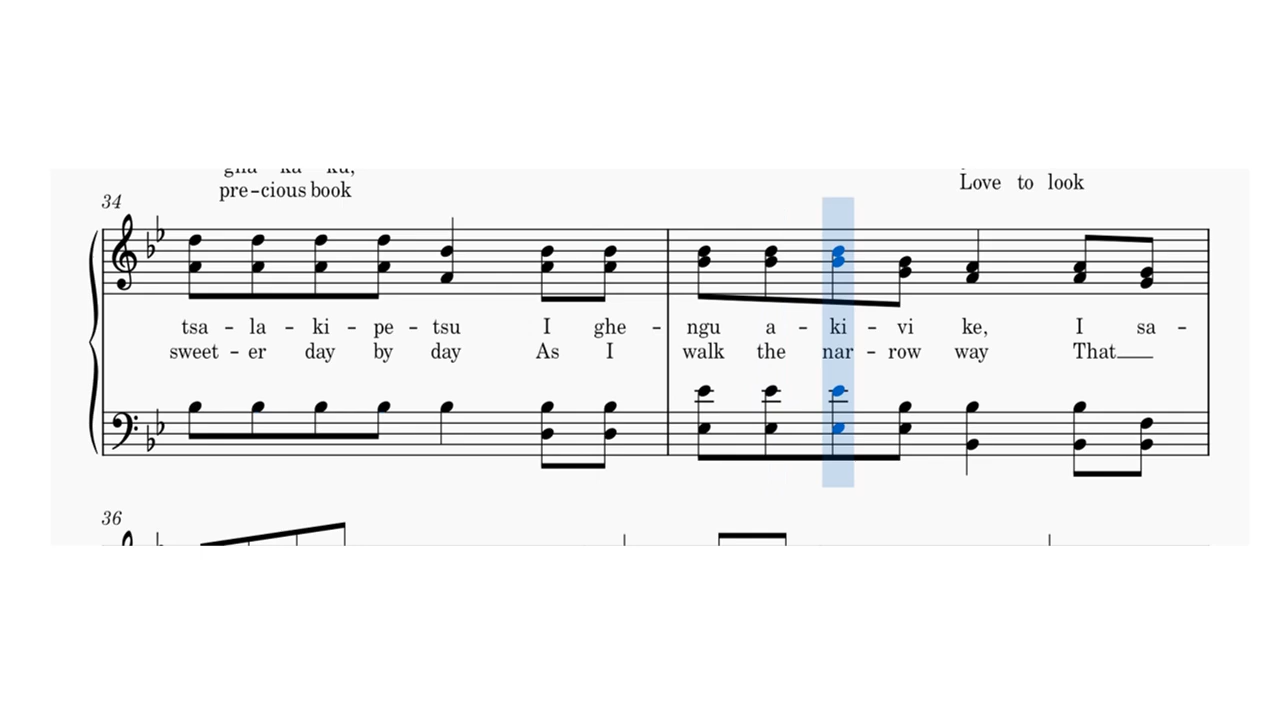 pre-cious book
Love to look
34
tsa - la - ki - pe - tsu I ghe - ngu a - ki - vi ke, I sa -
sweet - er day by day As I walk the nar - row way That
36